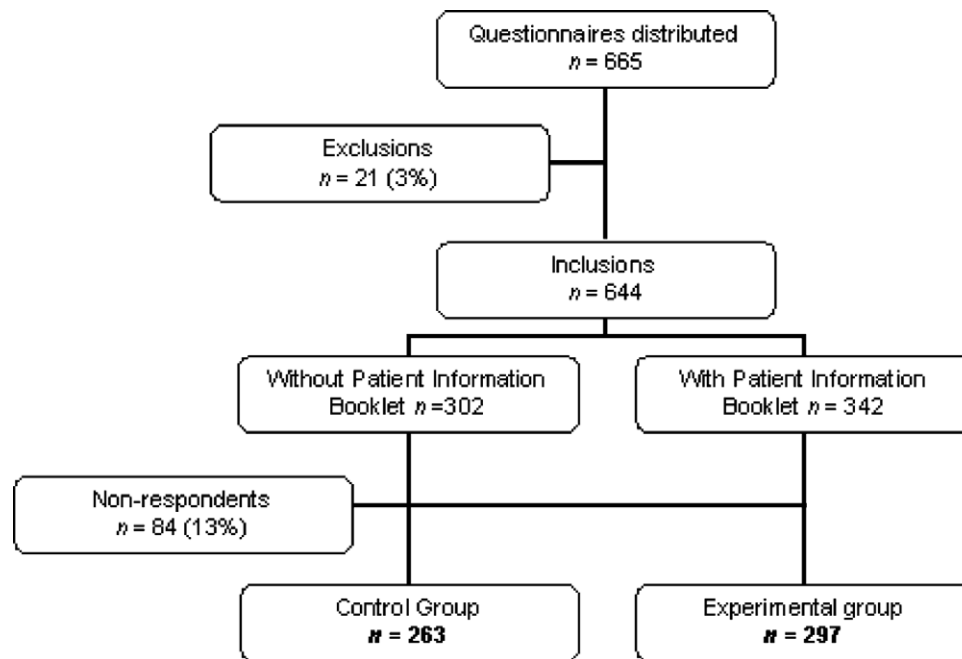 Questionnaires distributed
n = 665
Exclusions
n = 21 (3%)
Inclusions
n = 644
Without Patient Information
Booklet n =302
With Patient Information
Booklet n = 342
Non-respondents
n = 84 (13%)
Control Group
n = 263
Experimental group
n = 297